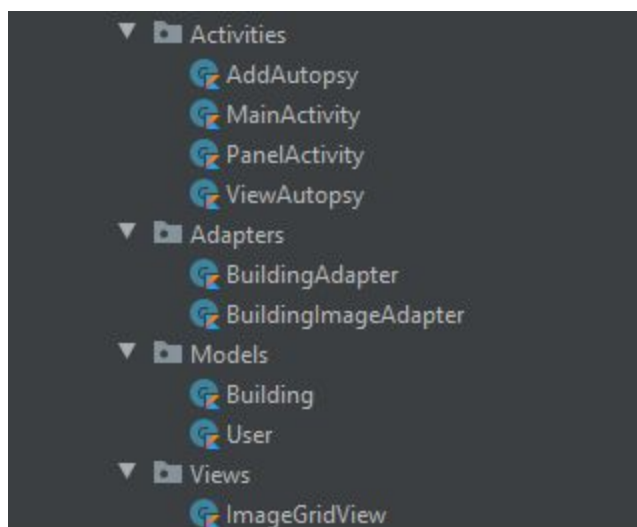 Activities
AddAutopsy
MainActivity
PanelActivity
ViewAutopsy
Adapters
BuildingAdapter
BuildingImageAdapter
Models
Building
User
Views
ImageGridView